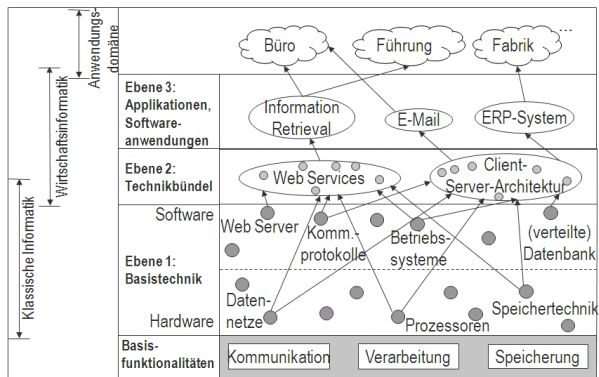 Anwendungs-
domäne
Wirtschaftsinformatik
Klassische Informatik
Büro
Führung
Fabrik
...
Ebene 3:
Applikationen,
Software-
anwendungen
Information
Retrieval
E-Mail
ERP-System
Ebene 2:
Technikbündel
Web Services
Client-
Server-Architektur
Software
Ebene 1:
Basistechnik
Hardware
Web Server
Komm.-
protokolle
Betriebs-
systeme
(verteilte)
Datenbank
Daten-
netze
Prozessoren
Speichertechnik
Basis-
funktionalitäten
Kommunikation
Verarbeitung
Speicherung